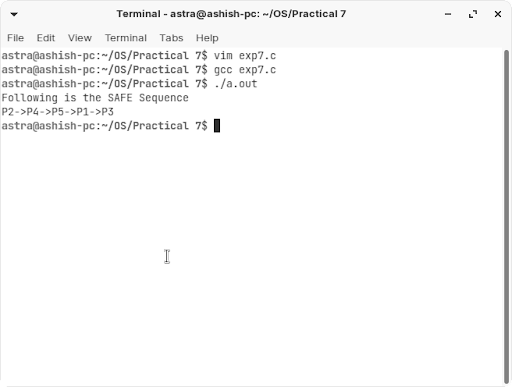 Terminal - astra@ashish-pc: ~/OS/Practical 7
File Edit View Terminal Tabs Help
astra@ashish-pc:~/OS/Practical 7$ vim exp7.c
astra@ashish-pc:~/OS/Practical 7$ gcc exp7.c
astra@ashish-pc:~/OS/Practical 7$ ./a.out
Following is the SAFE Sequence
P2->P4->P5->P1->P3
astra@ashish-pc:~/OS/Practical 7$